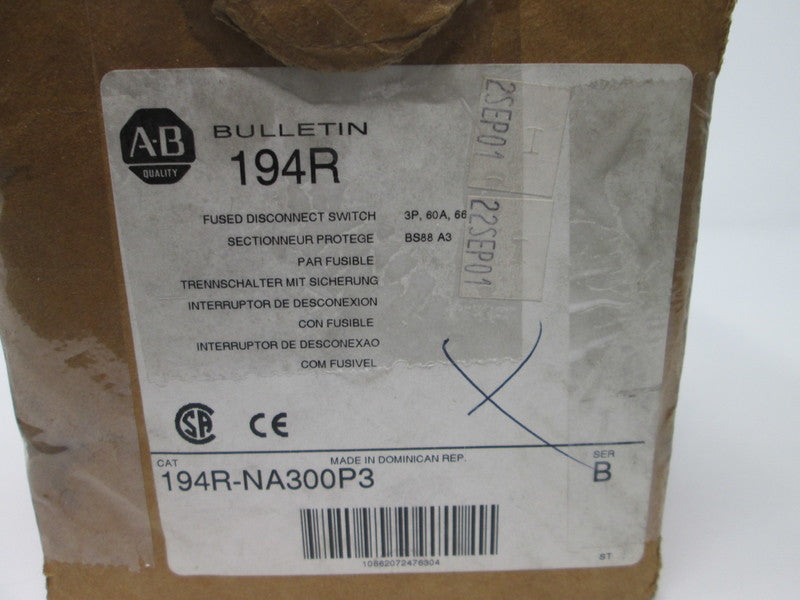 A-B
QUALITY
BULLETIN
194R
FUSED DISCONNECT SWITCH 3P, 60A, 66
SECTIONNEUR PROTEGE BS88 A3
PAR FUSIBLE
TRENNSCHALTER MIT SICHERUNG
INTERRUPTOR DE DESCONEXION
CON FUSIBLE
INTERRUPTOR DE DESCONEXAO
COM FUSIVEL
2SEP01
22SEP01
SA CE
CAT MADE IN DOMINICAN REP. SER
194R-NA300P3 B
10662072476304
ST